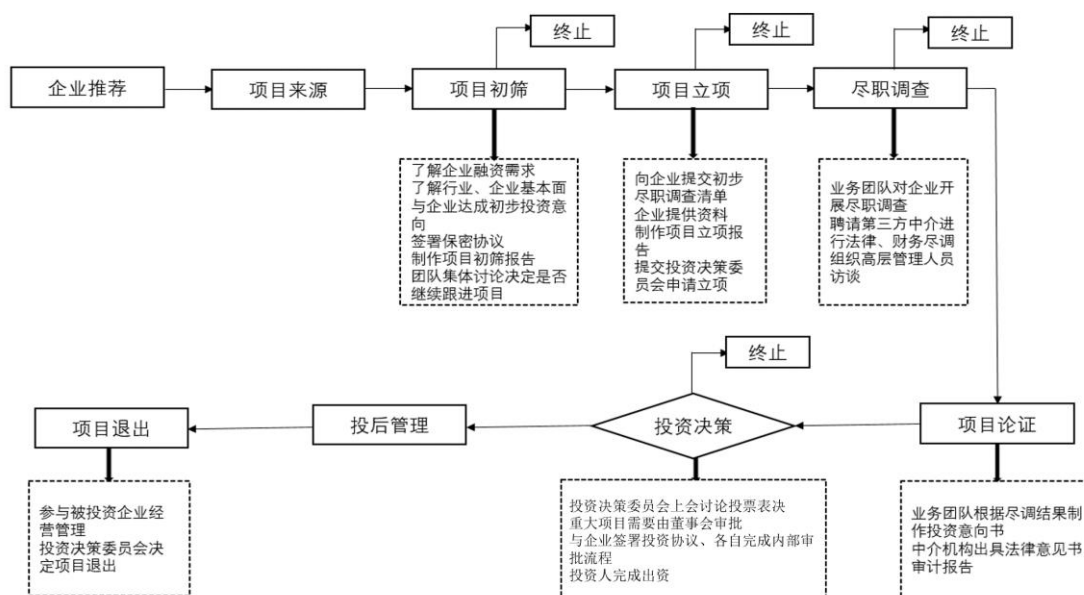 终止
终止
终止
企业推荐
项目来源
项目初筛
项目立项
尽职调查
了解企业融资需求
了解行业、企业基本面
与企业达成初步投资意
向
签署保密协议
制作项目初筛报告
团队集体讨论决定是否
继续跟进项目
向企业提交初步
尽职调查清单
企业提供资料
制作项目立项报
告
提交投资决策委
员会申请立项
业务团队对企业开
展尽职调查
聘请第三方中介进
行法律、财务尽调
组织高层管理人员
访谈
终止
项目退出
投后管理
投资决策
项目论证
参与被投资企业经
营管理
投资决策委员会决
定项目退出
投资决策委员会上会讨论投票表决
重大项目需要由董事会审批
与企业签署投资协议、各自完成内部审
批流程
投资人完成出资
业务团队根据尽调结果制
作投资意向书
中介机构出具法律意见书
审计报告